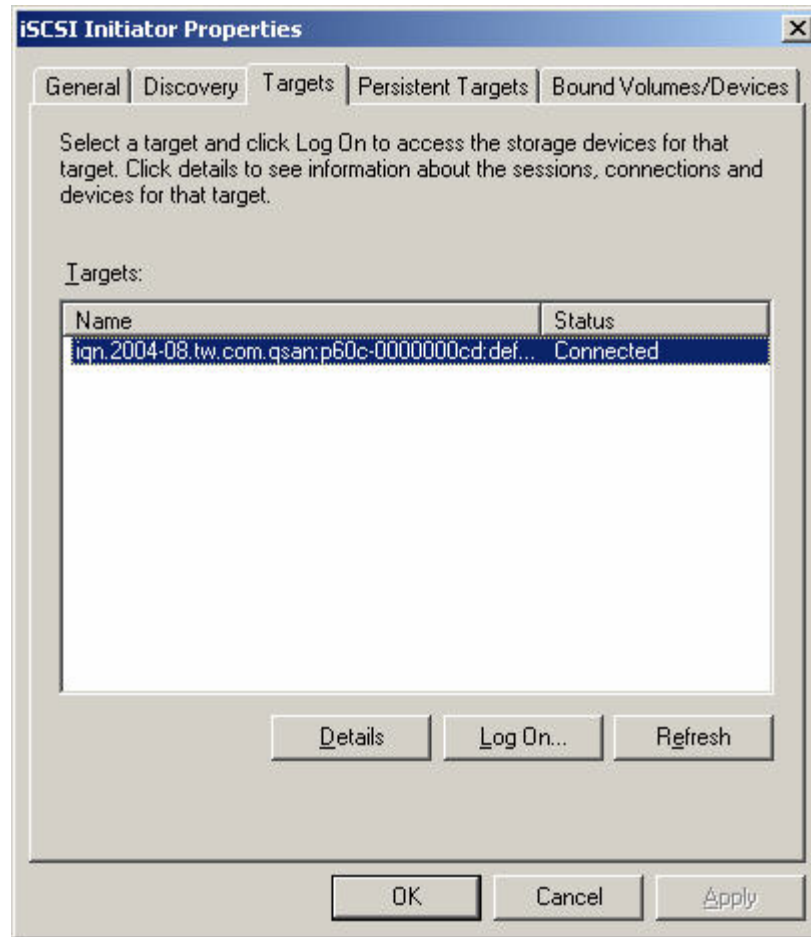 iSCSI Initiator Properties
General Discovery Targets Persistent Targets Bound Volumes/Devices
Select a target and click Log On to access the storage devices for that
target. Click details to see information about the sessions, connections and
devices for that target.
Targets:
Name Status
iqn.2004-08.tw.com.qsan:p60c-0000000cd:def... Connected
Details Log On... Refresh
OK Cancel Apply